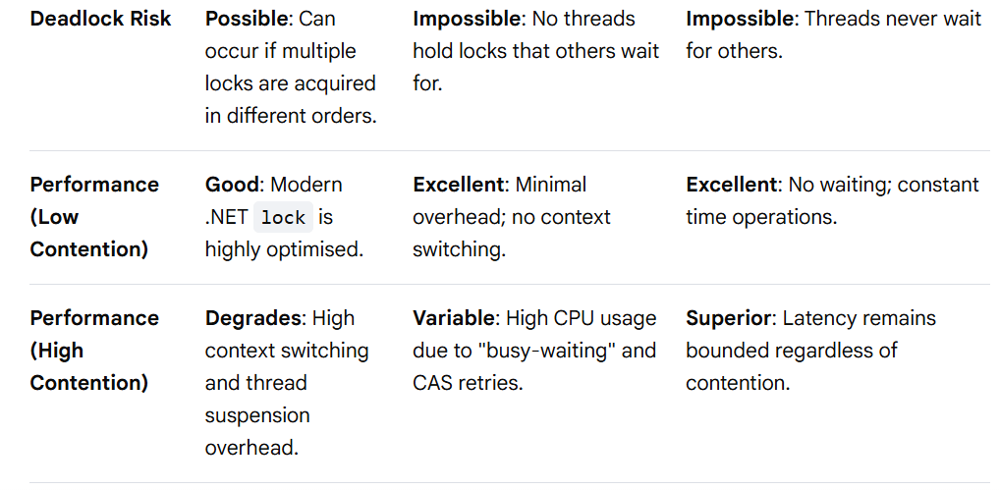 Deadlock Risk
Possible: Can
occur if multiple
locks are acquired
in different orders.
Impossible: No threads
hold locks that others wait
for.
Impossible: Threads never wait
for others.
Performance
(Low
Contention)
Good: Modern
.NET lock is
highly optimised.
Excellent: Minimal
overhead; no context
switching.
Excellent: No waiting; constant
time operations.
Performance
(High
Contention)
Degrades: High
context switching
and thread
suspension
overhead.
Variable: High CPU usage
due to "busy-waiting" and
CAS retries.
Superior: Latency remains
bounded regardless of
contention.